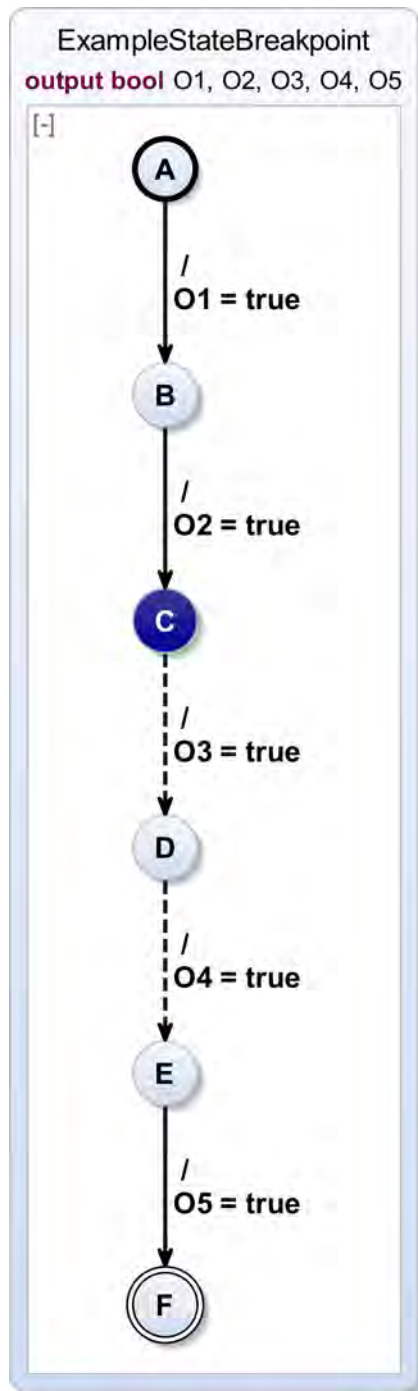 ExampleStateBreakpoint
output bool O1, O2, O3, O4, O5
[-]
A
/
O1 = true
B
/
O2 = true
C
/
O3 = true
D
/
O4 = true
E
/
O5 = true
F